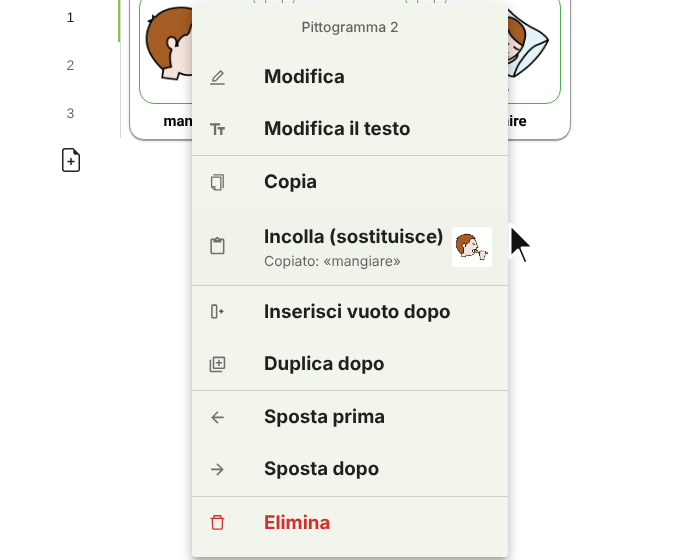 1
2
3
Pittogramma 2
Modifica
Modifica il testo
Copia
Incolla (sostituisce)
Copiato: «mangiare»
Inserisci vuoto dopo
Duplica dopo
Sposta prima
Sposta dopo
Elimina